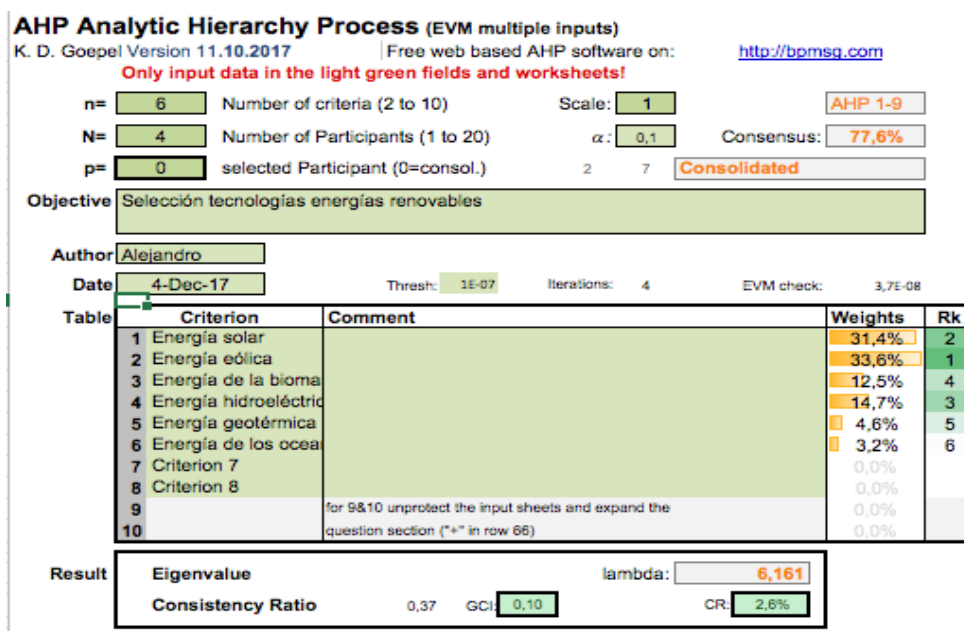 AHP Analytic Hierarchy Process (EVM multiple inputs)
K. D. Goepel Version 11.10.2017 Free web based AHP software on: http://bpmsg.com
Only input data in the light green fields and worksheets!
n= 6 Number of criteria (2 to 10) Scale: 1 AHP 1-9
N= 4 Number of Participants (1 to 20) α : 0,1 Consensus: 77,6%
p= 0 selected Participant (0=consol.) 2 7 Consolidated
Objective Selección tecnologías energías renovables
Author Alejandro
Date 4-Dec-17 Thresh: 1E-07 Iterations: 4 EVM check: 3,7E-08
Table Criterion Comment Weights Rk
1 Energía solar 31,4% 2
2 Energía eólica 33,6% 1
3 Energía de la bioma 12,5% 4
4 Energía hidroeléctric 14,7% 3
5 Energía geotérmica 4,6% 5
6 Energía de los ocea 3,2% 6
7 Criterion 7 0,0%
8 Criterion 8 0,0%
9 for 9&10 unprotect the input sheets and expand the 0,0%
10 question section ("+" in row 66) 0,0%
Result Eigenvalue lambda: 6,161
Consistency Ratio 0,37 GCI: 0,10 CR: 2,6%